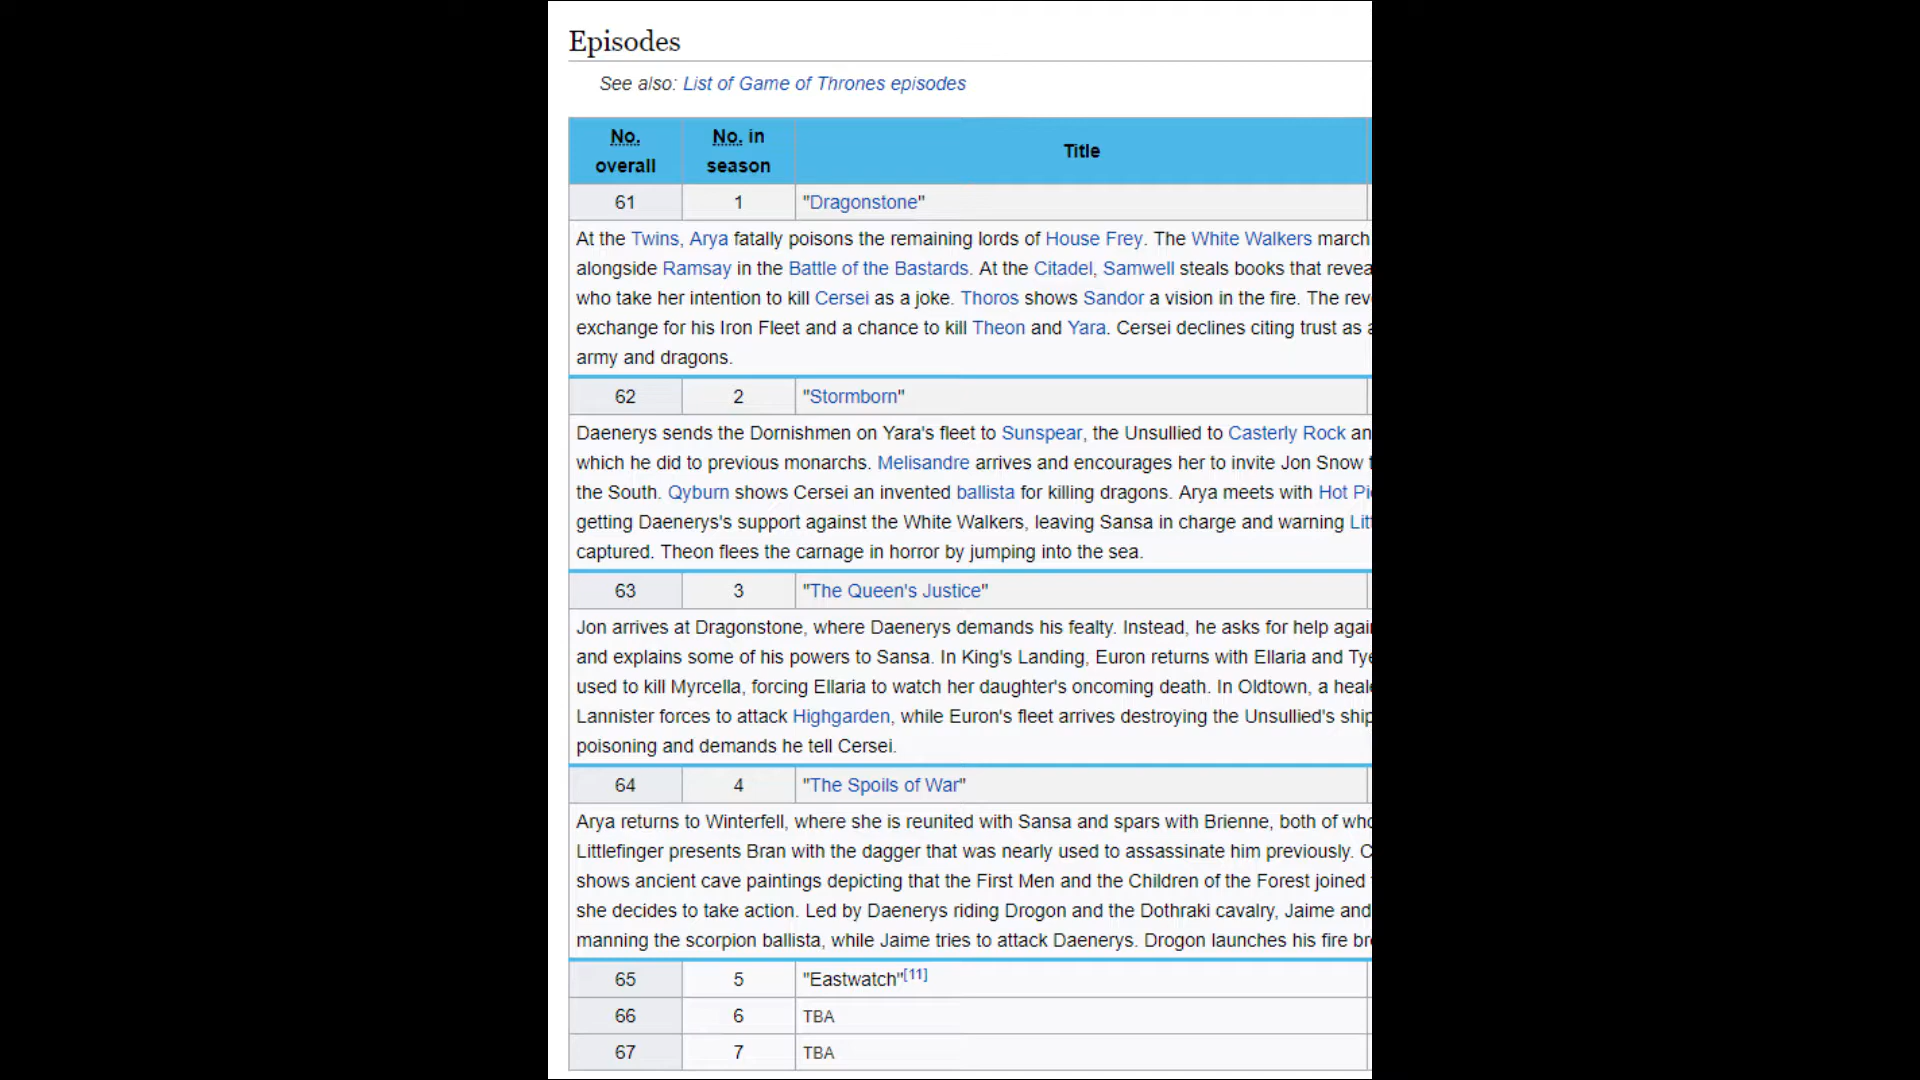 Episodes
See also: List of Game of Thrones episodes
No. overall
No. in season
Title
61 1 "Dragonstone"
At the Twins, Arya fatally poisons the remaining lords of House Frey. The White Walkers march
alongside Ramsay in the Battle of the Bastards. At the Citadel, Samwell steals books that revea
who take her intention to kill Cersei as a joke. Thoros shows Sandor a vision in the fire. The rev
exchange for his Iron Fleet and a chance to kill Theon and Yara. Cersei declines citing trust as a
army and dragons.
62 2 "Stormborn"
Daenerys sends the Dornishmen on Yara's fleet to Sunspear, the Unsullied to Casterly Rock an
which he did to previous monarchs. Melisandre arrives and encourages her to invite Jon Snow t
the South. Qyburn shows Cersei an invented ballista for killing dragons. Arya meets with Hot Pi
getting Daenerys's support against the White Walkers, leaving Sansa in charge and warning Lit
captured. Theon flees the carnage in horror by jumping into the sea.
63 3 "The Queen's Justice"
Jon arrives at Dragonstone, where Daenerys demands his fealty. Instead, he asks for help agai
and explains some of his powers to Sansa. In King's Landing, Euron returns with Ellaria and Tye
used to kill Myrcella, forcing Ellaria to watch her daughter's oncoming death. In Oldtown, a heal
Lannister forces to attack Highgarden, while Euron's fleet arrives destroying the Unsullied's ship
poisoning and demands he tell Cersei.
64 4 "The Spoils of War"
Arya returns to Winterfell, where she is reunited with Sansa and spars with Brienne, both of who
Littlefinger presents Bran with the dagger that was nearly used to assassinate him previously. C
shows ancient cave paintings depicting that the First Men and the Children of the Forest joined
she decides to take action. Led by Daenerys riding Drogon and the Dothraki cavalry, Jaime and
manning the scorpion ballista, while Jaime tries to attack Daenerys. Drogon launches his fire br
65 5 "Eastwatch"[11]
66 6 TBA
67 7 TBA